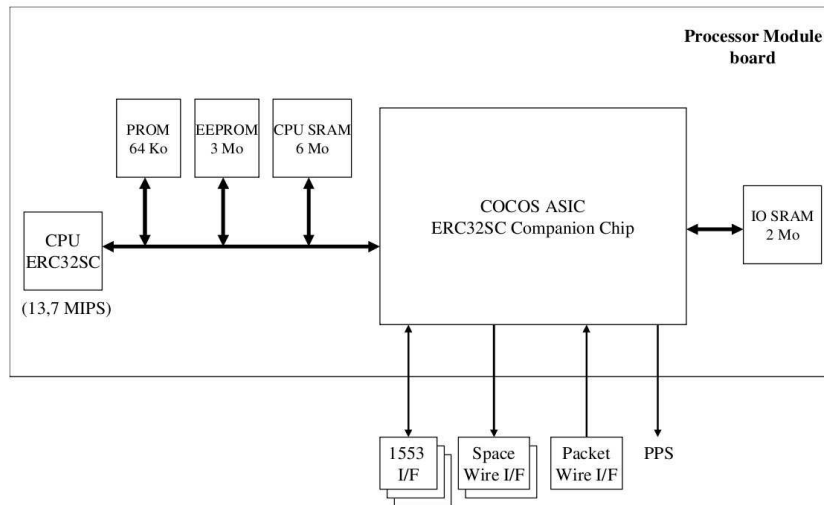 Processor Module
board
PROM
64 Ko
EEPROM
3 Mo
CPU SRAM
6 Mo
COCOS ASIC
ERC32SC Companion Chip
IO SRAM
2 Mo
CPU
ERC32SC
(13,7 MIPS)
1553
I/F
Space
Wire I/F
Packet
Wire I/F
PPS